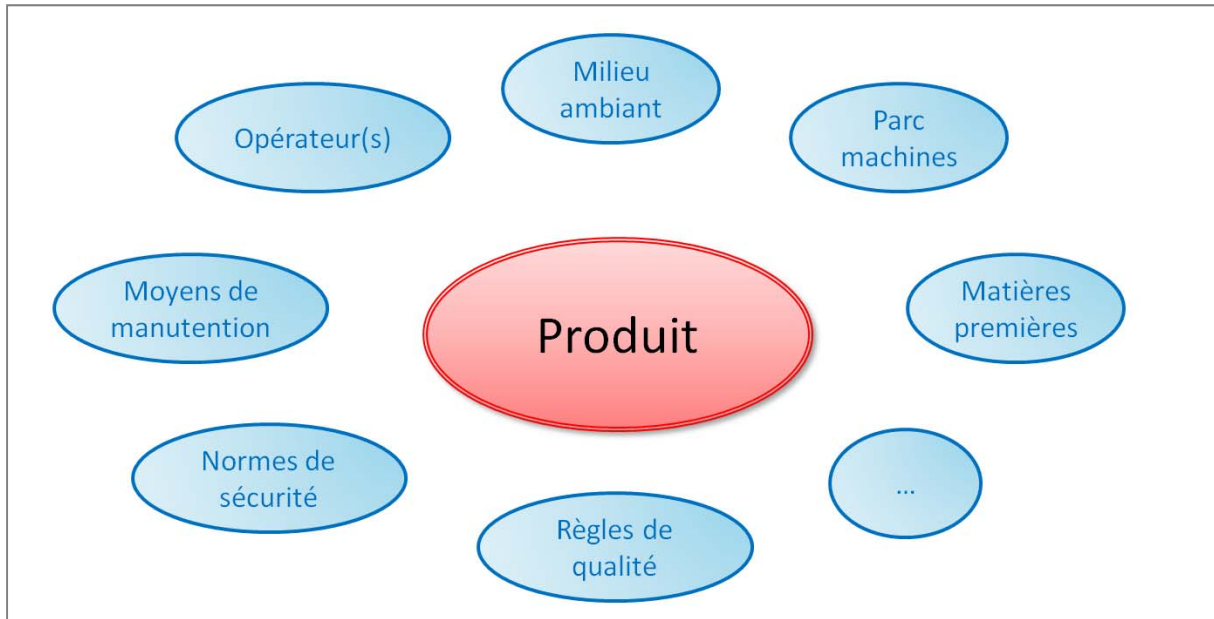 Milieu
ambiant
Opérateur(s)
Parc
machines
Moyens de
manutention
Produit
Matières
premières
Normes de
sécurité
...
Règles de
qualité